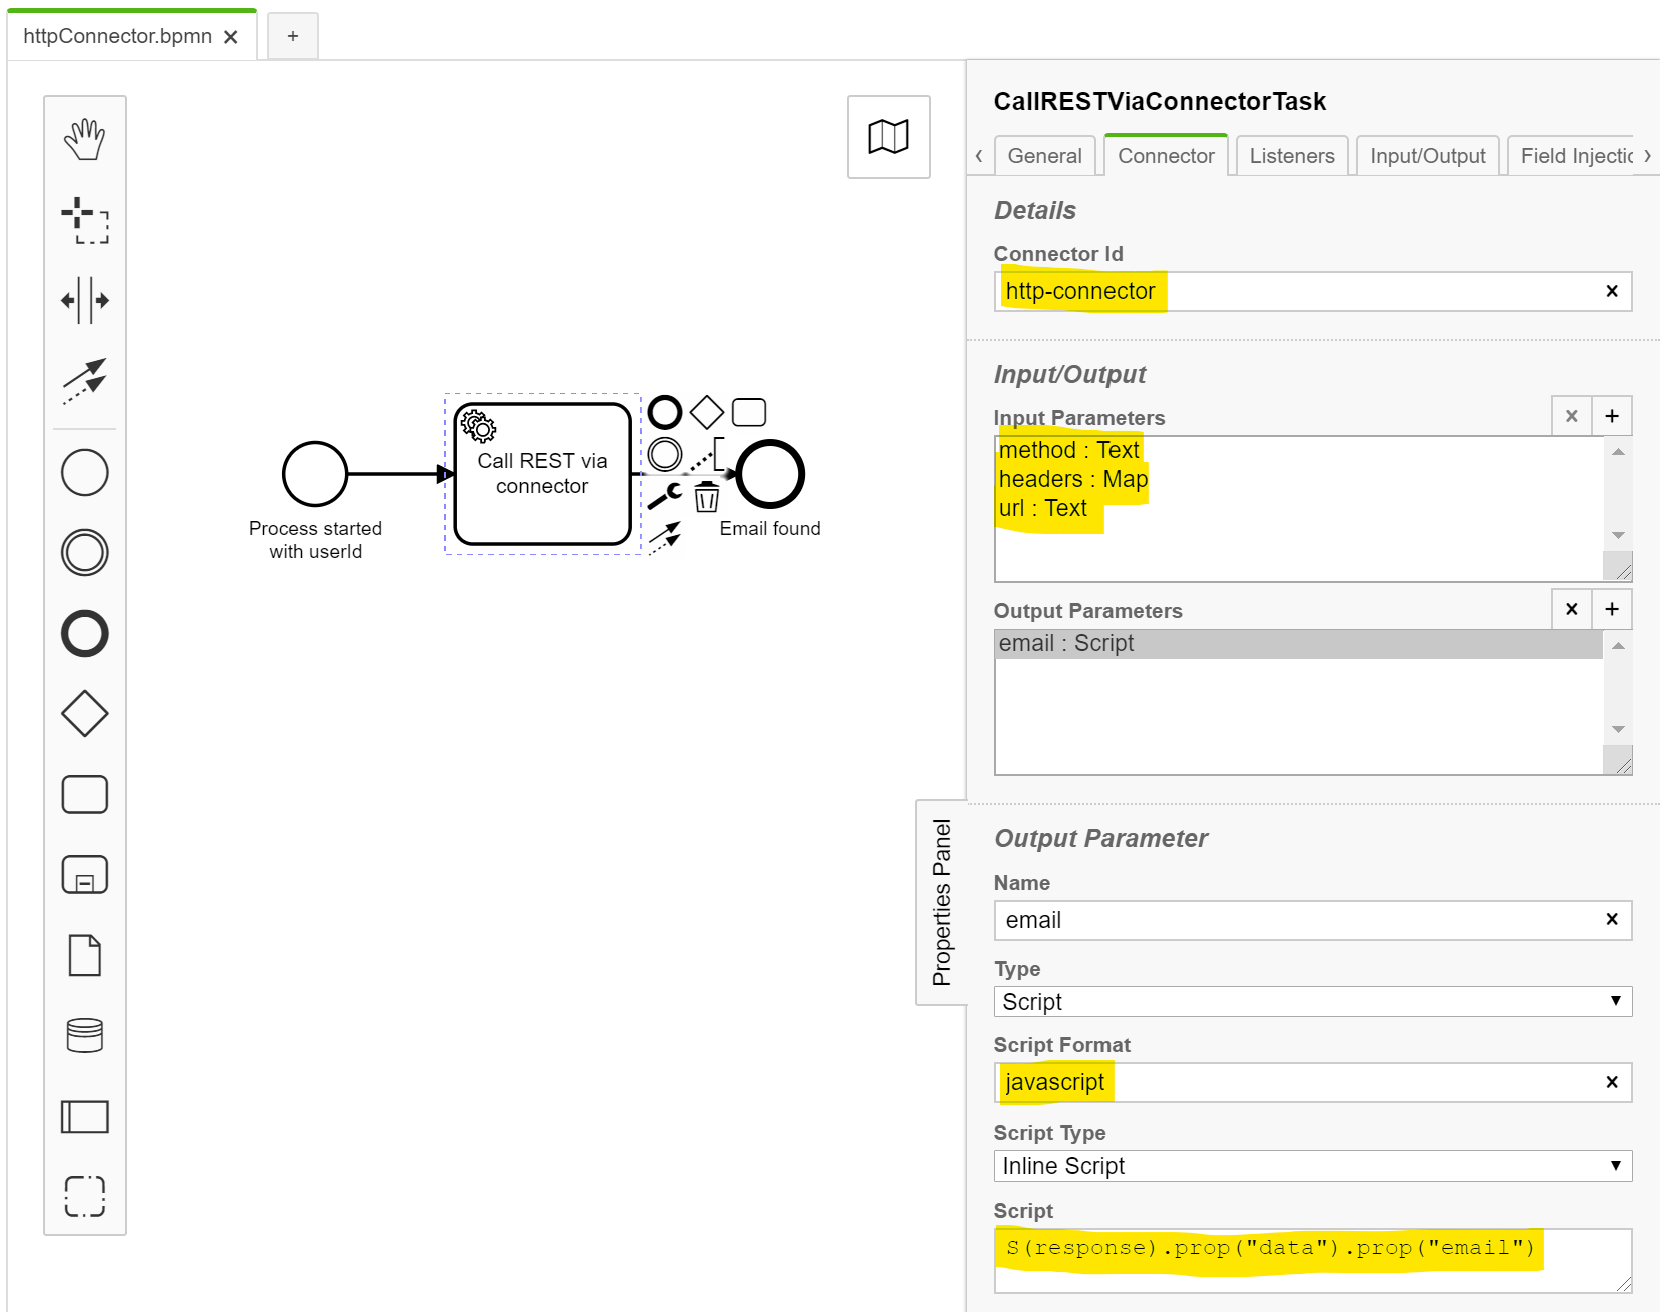 httpConnector.bpmn
+
CallRESTViaConnectorTask
General
Connector
Listeners
Input/Output
Field Injectic
Details
Connector Id
http-connector
Input/Output
Input Parameters
method : Text
headers : Map
url : Text
Output Parameters
email : Script
Call REST via
connector
Process started
with userId
Email found
Properties Panel
Output Parameter
Name
email
Type
Script
Script Format
javascript
Script Type
Inline Script
Script
S(response).prop("data").prop("email")